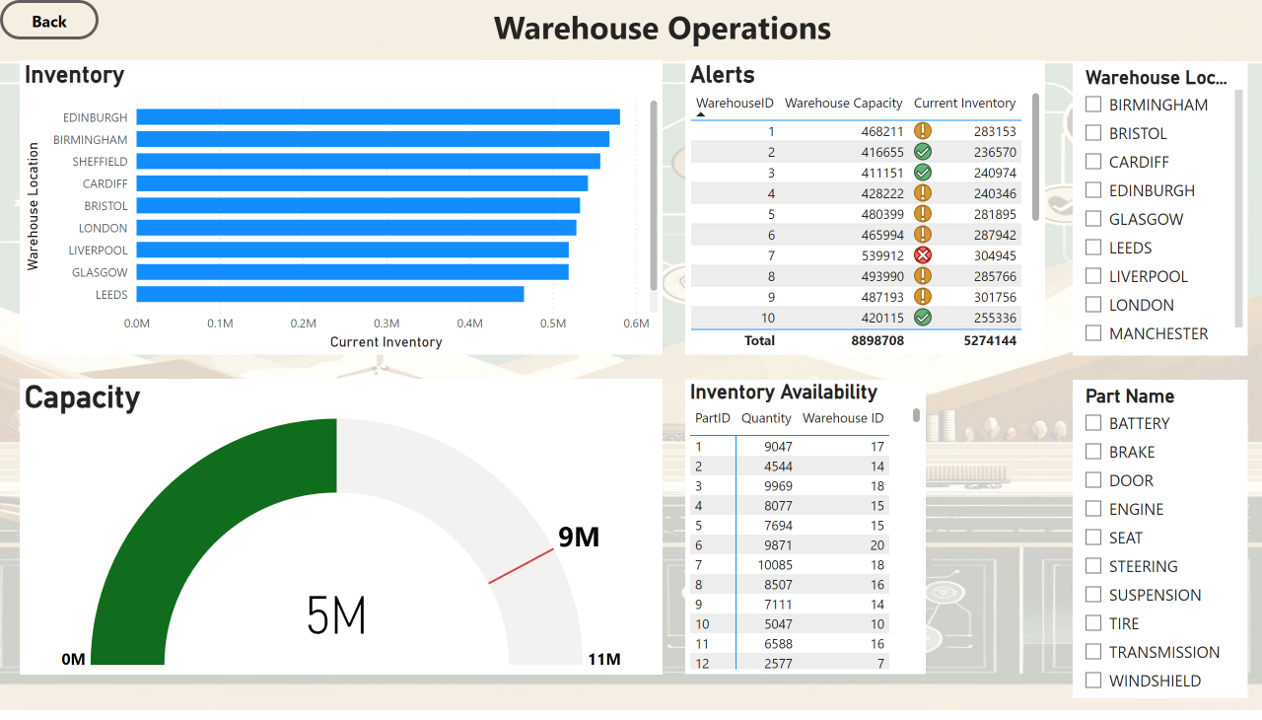 Back
Warehouse Operations
Inventory
Warehouse Location
EDINBURGH
BIRMINGHAM
SHEFFIELD
CARDIFF
BRISTOL
LONDON
LIVERPOOL
GLASGOW
LEEDS
0.0M 0.1M 0.2M 0.3M 0.4M 0.5M 0.6M
Current Inventory
Alerts
WarehouseID Warehouse Capacity Current Inventory
1 468211 283153
2 416655 236570
3 411151 240974
4 428222 240346
5 480399 281895
6 465994 287942
7 539912 304945
8 493990 285766
9 487193 301756
10 420115 255336
Total 8898708 5274144
Warehouse Loc...
BIRMINGHAM
BRISTOL
CARDIFF
EDINBURGH
GLASGOW
LEEDS
LIVERPOOL
LONDON
MANCHESTER
Capacity
9M
5M
0M 11M
Inventory Availability
PartID Quantity Warehouse ID
1 9047 17
2 4544 14
3 9969 18
4 8077 15
5 7694 15
6 9871 20
7 10085 18
8 8507 16
9 7111 14
10 5047 10
11 6588 16
12 2577 7
Part Name
BATTERY
BRAKE
DOOR
ENGINE
SEAT
STEERING
SUSPENSION
TIRE
TRANSMISSION
WINDSHIELD